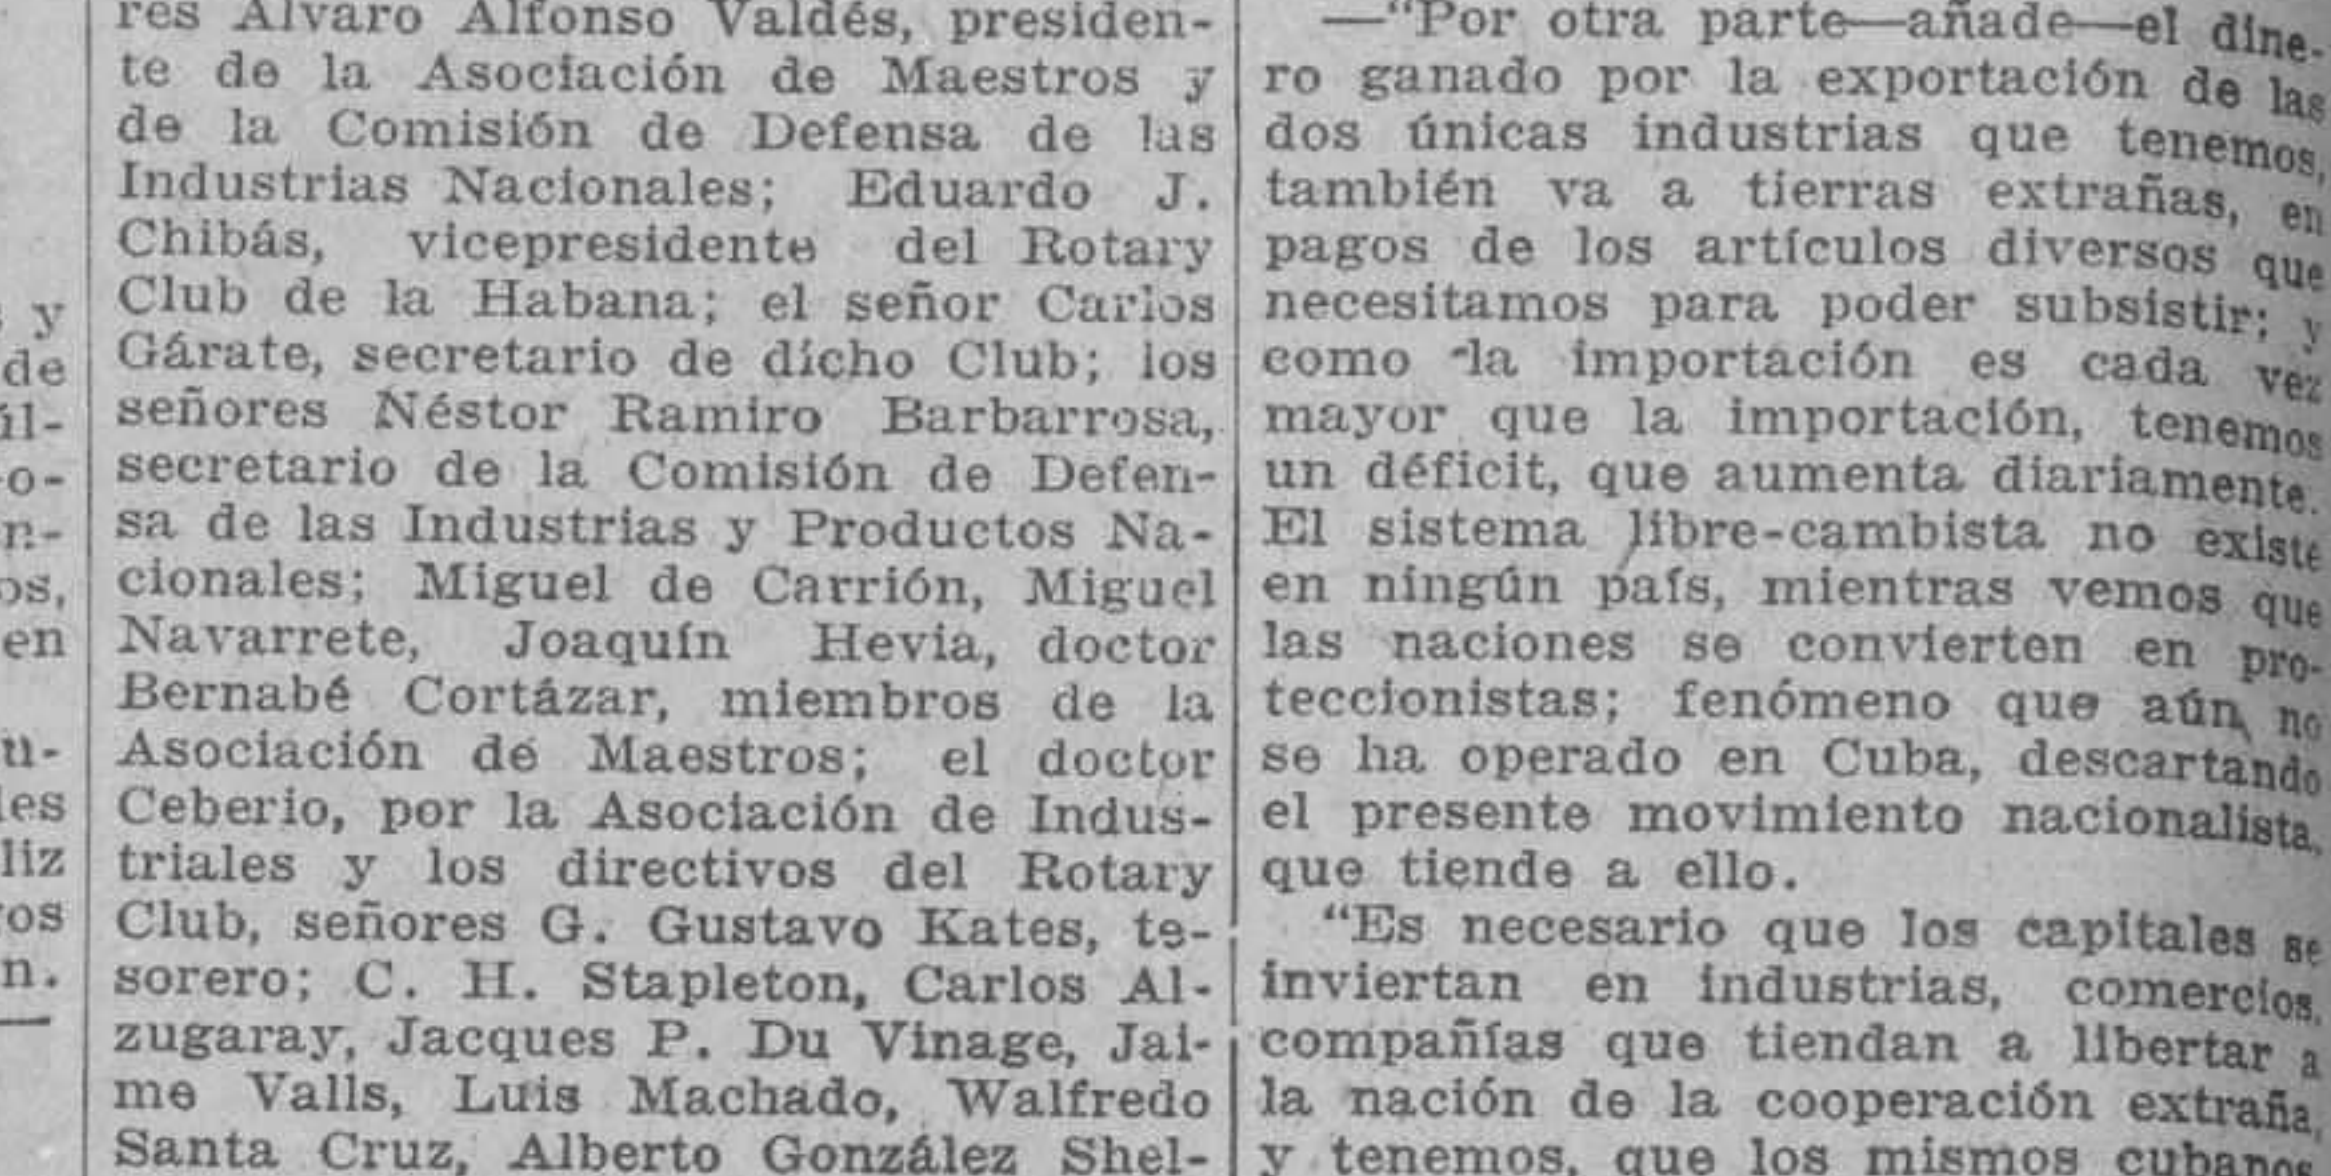 y
de
íl-
o-
n-
os,
en
u-
les
liz
os
n.
res Alvaro Alfonso Valdés, presiden-
te de la Asociación de Maestros y
de la Comisión de Defensa de las
Industrias Nacionales; Eduardo J.
Chibás, vicepresidente del Rotary
Club de la Habana; el señor Carlos
Gárate, secretario de dicho Club; los
señores Néstor Ramiro Barbarrosa,
secretario de la Comisión de Defen-
sa de las Industrias y Productos Na-
cionales; Miguel de Carrión, Miguel
Navarrete, Joaquín Hevia, doctor
Bernabé Cortázar, miembros de la
Asociación de Maestros; el doctor
Ceberio, por la Asociación de Indus-
triales y los directivos del Rotary
Club, señores G. Gustavo Kates, te-
sorero; C. H. Stapleton, Carlos Al-
zugaray, Jacques P. Du Vinage, Jai-
me Valls, Luis Machado, Walfredo
Santa Cruz, Alberto González Shel-
—“Por otra parte—añade—el dine-
ro ganado por la exportación de las
dos únicas industrias que tenemos,
también va a tierras extrañas, en
pagos de los artículos diversos que
necesitamos para poder subsistir; y
como la importación es cada vez
mayor que la importación, tenemos
un déficit, que aumenta diariamente.
El sistema libre-cambista no existe
en ningún país, mientras vemos que
las naciones se convierten en pro-
teccionistas; fenómeno que aún no
se ha operado en Cuba, descartando
el presente movimiento nacionalista,
que tiende a ello.
“Es necesario que los capitales se
inviertan en industrias, comercios,
compañías que tiendan a libertar a
la nación de la cooperación extraña,
y tenemos, que los mismos cubanos